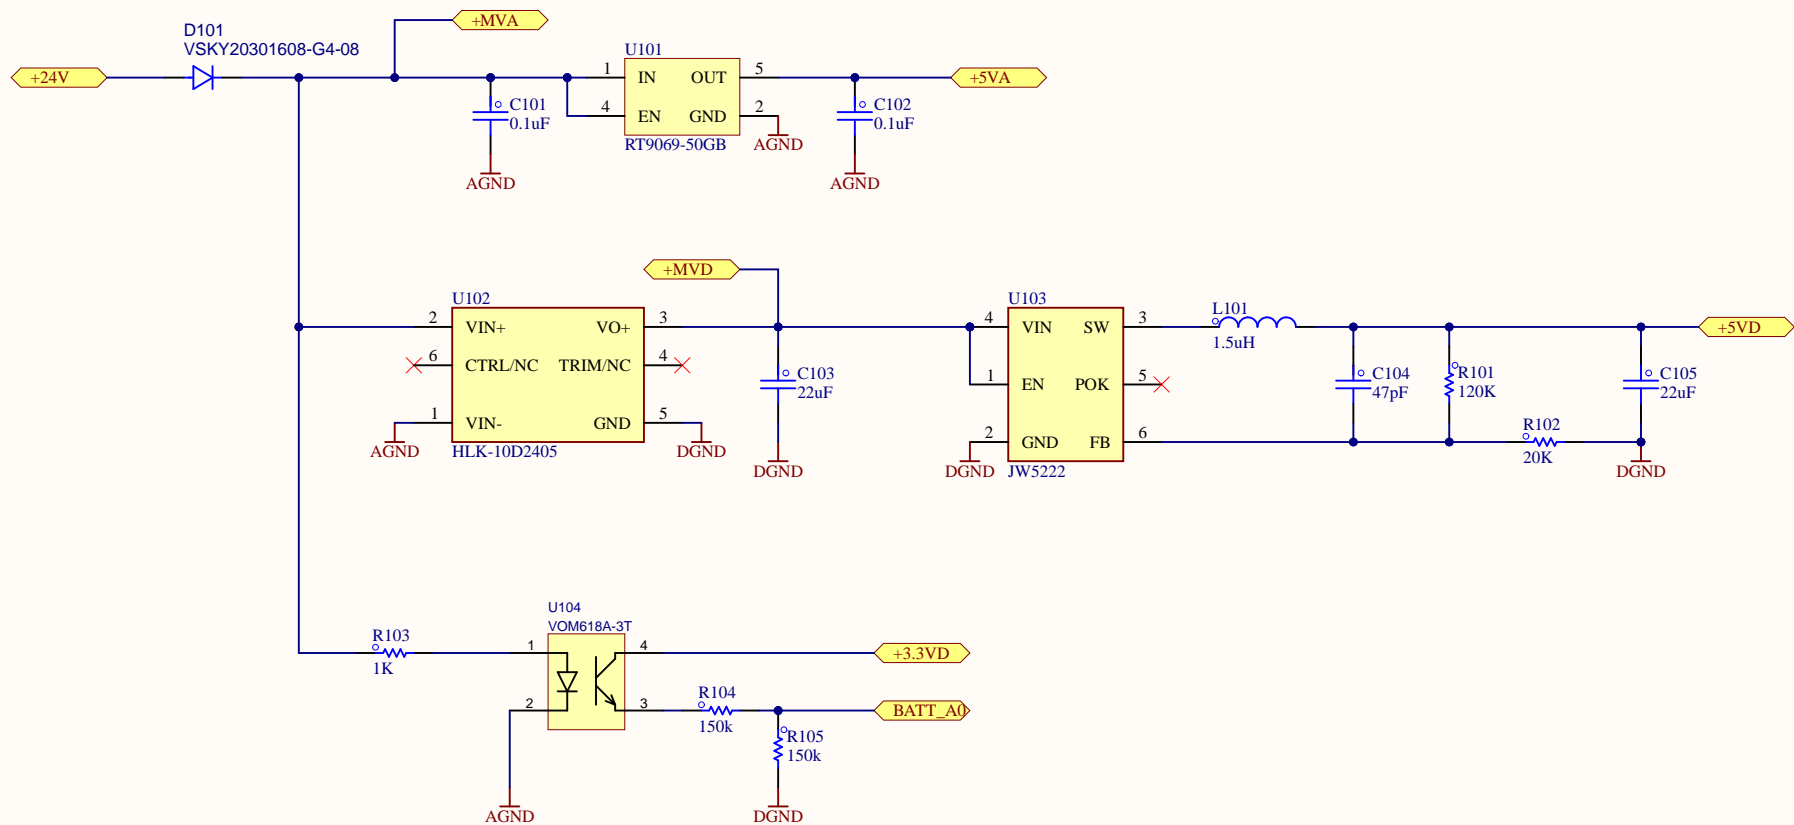 +MVA
D101
VSKY20301608-G4-08
+24V
U101
1 IN OUT 5
+5VA
4 EN GND 2
RT9069-50GB
C101
0.1uF
AGND
AGND
C102
0.1uF
AGND
+MVD
U102
2 VIN+ VO+ 3
6 CTRL/NC TRIM/NC 4
1 VIN- GND 5
HLK-10D2405
AGND
DGND
C103
22uF
DGND
U103
4 VIN SW 3
1 EN POK 5
2 GND FB 6
JW5222
DGND
L101
1.5uH
+5VD
C104
47pF
R101
120K
C105
22uF
R102
20K
DGND
U104
VOM618A-3T
R103
1K
1
4
+3.3VD
2
3
R104
150k
BATT_A0
R105
150k
AGND
DGND